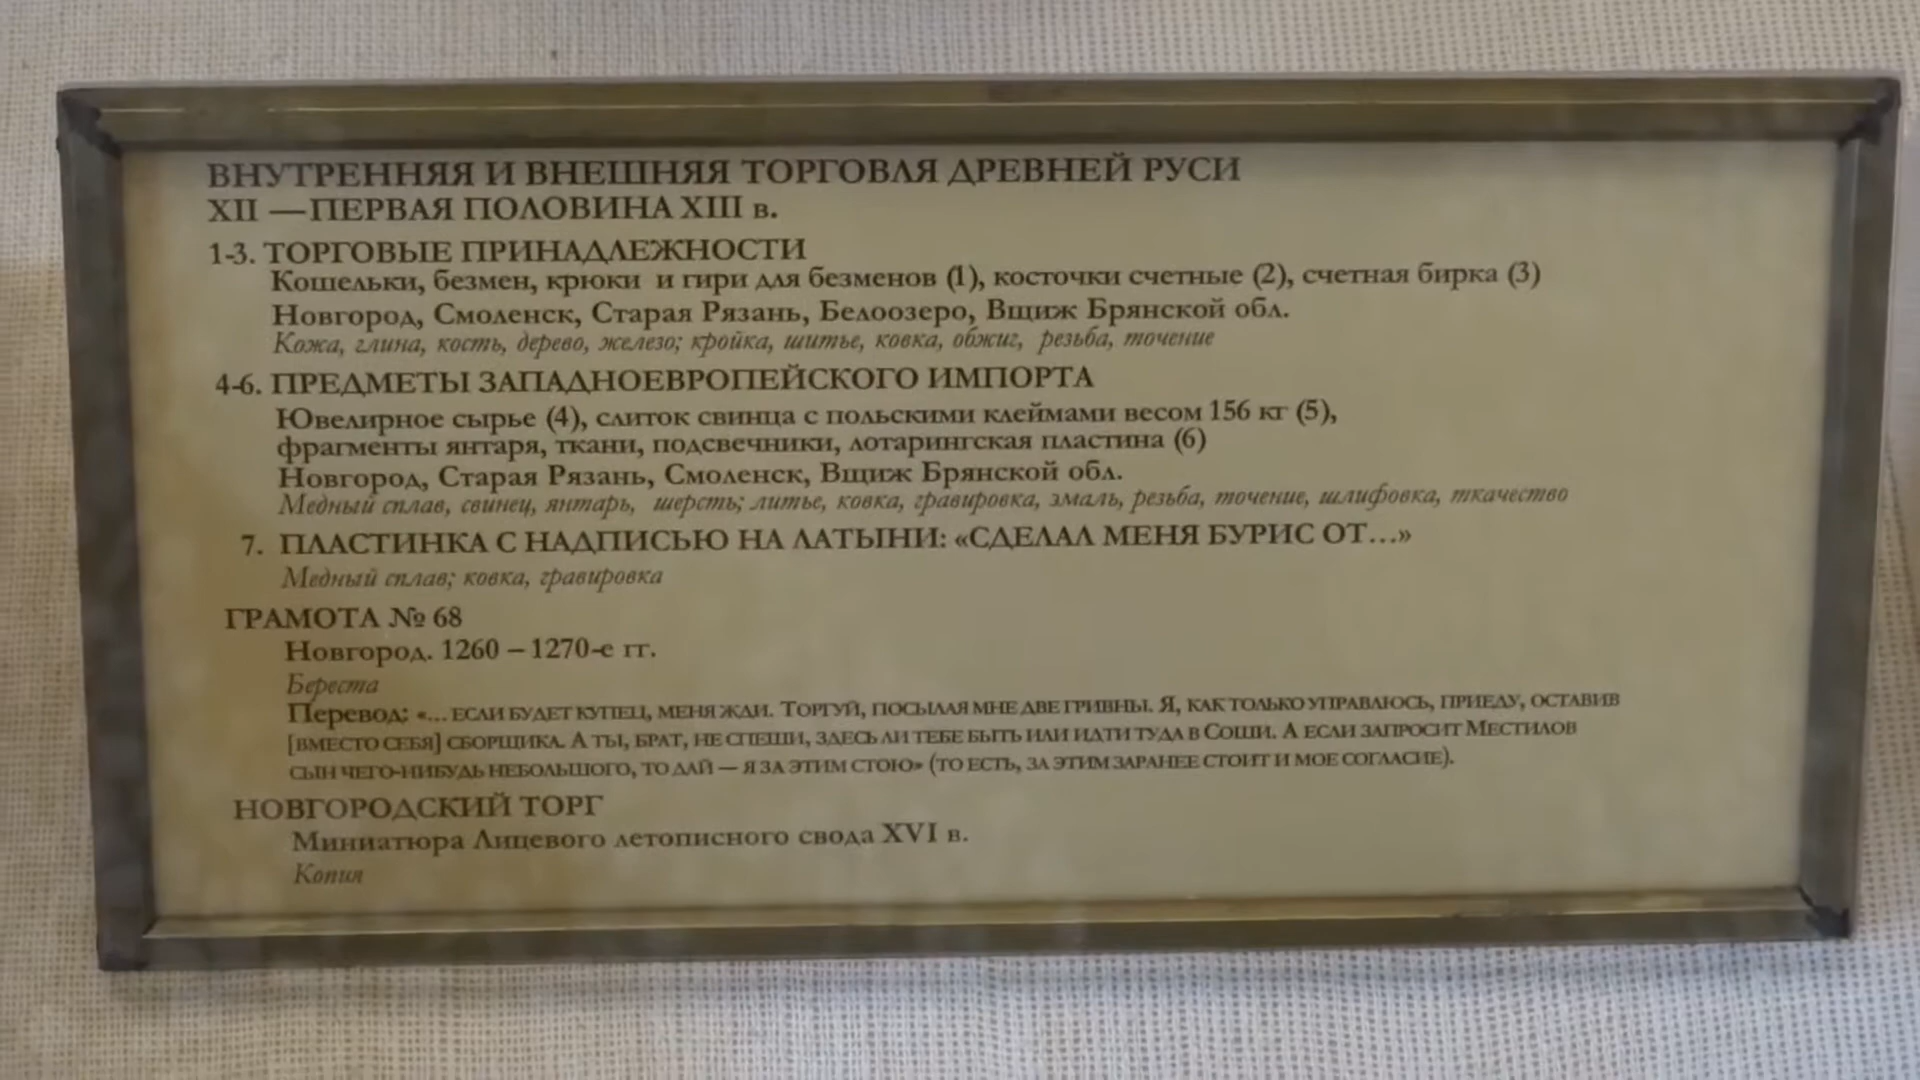 ВНУТРЕННЯЯ И ВНЕШНЯЯ ТОРГОВЛЯ ДРЕВНЕЙ РУСИ
XII — ПЕРВАЯ ПОЛОВИНА XIII в.
1-3. ТОРГОВЫЕ ПРИНАДЛЕЖНОСТИ
Кошельки, безмен, крюки и гири для безменов (1), косточки счетные (2), счетная бирка (3)
Новгород, Смоленск, Старая Рязань, Белоозеро, Вщиж Брянской обл.
Кожа, глина, кость, дерево, железо; кройка, шитье, ковка, обжиг, резьба, точение
4-6. ПРЕДМЕТЫ ЗАПАДНОЕВРОПЕЙСКОГО ИМПОРТА
Ювелирное сырье (4), слиток свинца с польскими клеймами весом 156 кг (5),
фрагменты янтаря, ткани, подсвечники, лотарингская пластина (6)
Новгород, Старая Рязань, Смоленск, Вщиж Брянской обл.
Медный сплав, свинец, янтарь, шерсть; литье, ковка, гравировка, эмаль, резьба, точение, шлифовка, ткачество
7. ПЛАСТИНКА С НАДПИСЬЮ НА ЛАТЫНИ: «СДЕЛАЛ МЕНЯ БУРИС ОТ...»
Медный сплав; ковка, гравировка
ГРАМОТА № 68
Новгород. 1260 – 1270-е гг.
Береста
Перевод: «... ЕСЛИ БУДЕТ КУПЕЦ, МЕНЯ ЖДИ. ТОРГУЙ, ПОСЫЛАЯ МНЕ ДВЕ ГРИВНЫ. Я, КАК ТОЛЬКО УПРАВЛЮСЬ, ПРИЕДУ, ОСТАВИВ
[ВМЕСТО СЕБЯ] СБОРЩИКА. А ТЫ, БРАТ, НЕ СПЕШИ, ЗДЕСЬ ЛИ ТЕБЕ БЫТЬ ИЛИ ИДТИ ТУДА В СОШИ. А ЕСЛИ ЗАПРОСИТ МЕСТИЛОВ
СЫН ЧЕГО-НИБУДЬ НЕБОЛЬШОГО, ТО ДАЙ — Я ЗА ЭТИМ СТОЮ» (ТО ЕСТЬ, ЗА ЭТИМ ЗАРАНЕЕ СТОИТ И МОЕ СОГЛАСИЕ).
НОВГОРОДСКИЙ ТОРГ
Миниатюра Лицевого летописного свода XVI в.
Копия